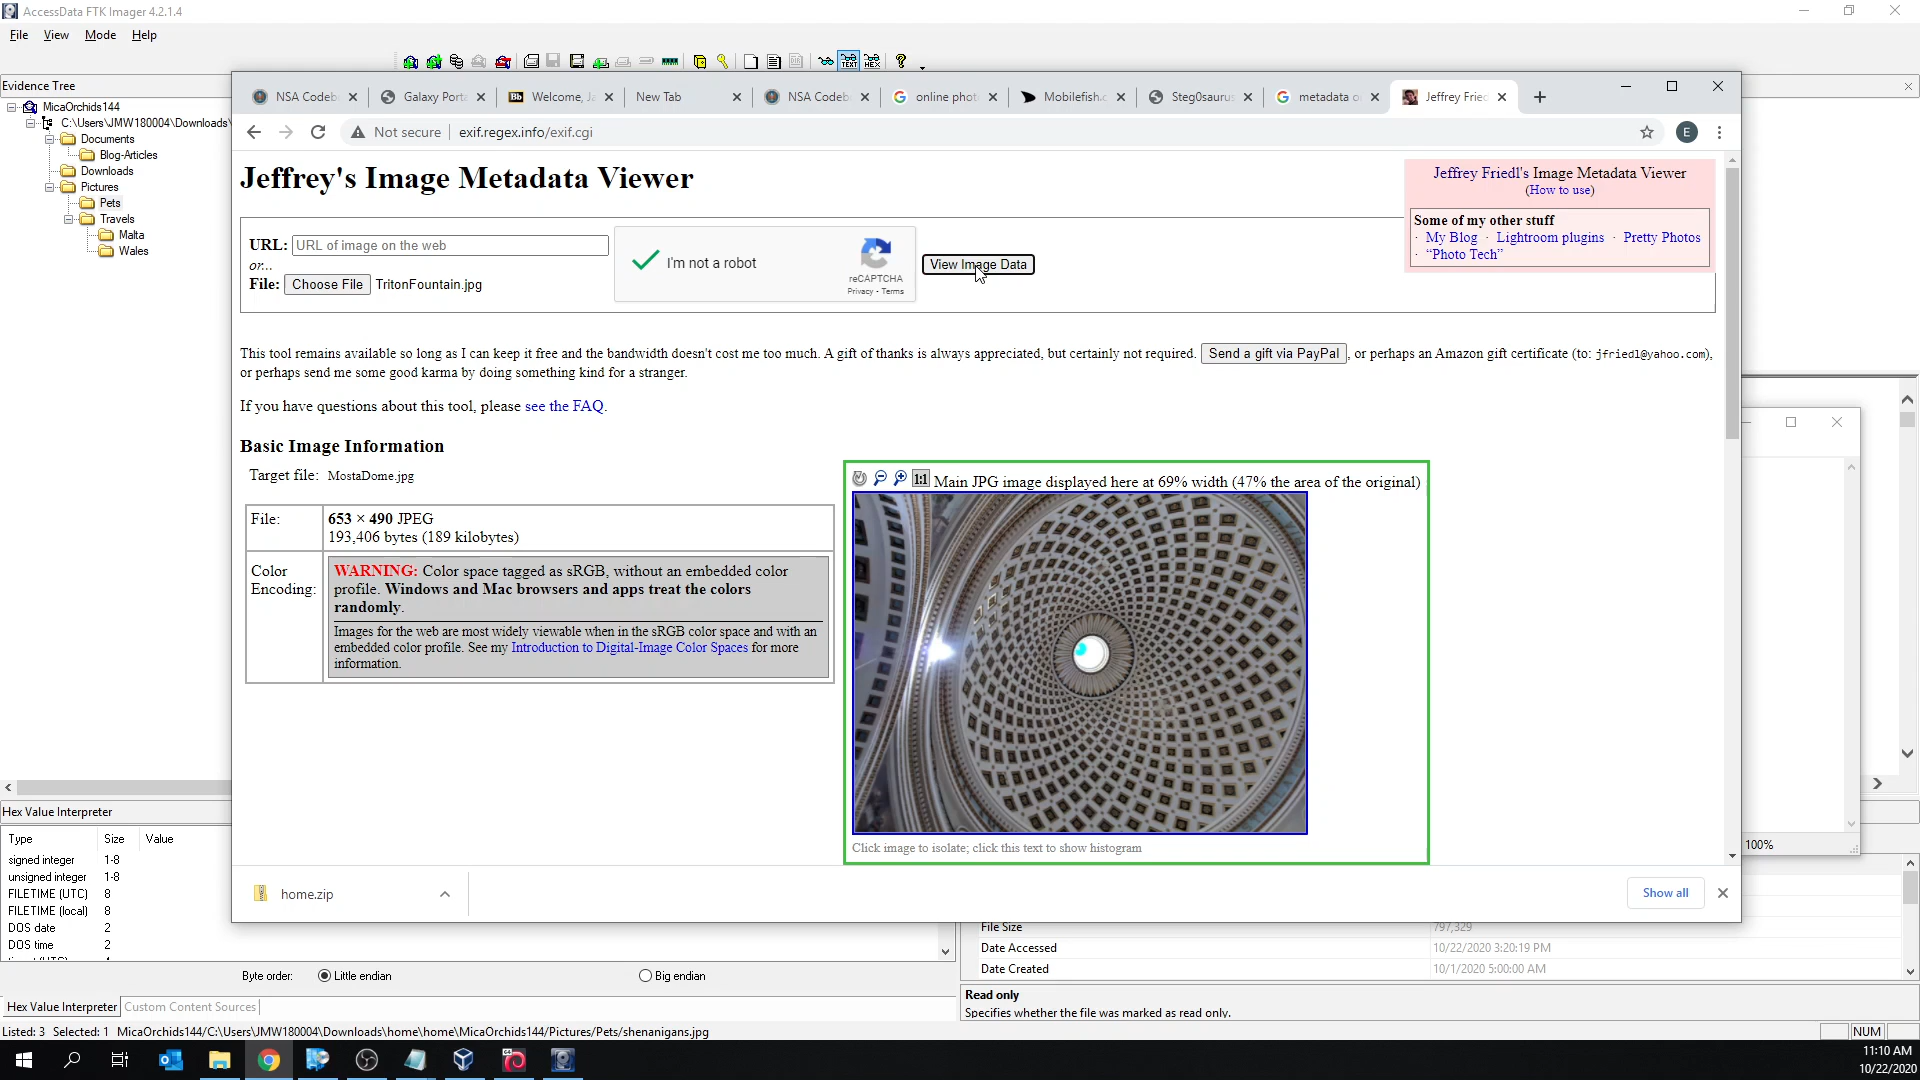 AccessData FTK Imager 4.2.1.4
File View Mode Help
Evidence Tree
MicaOrchids144
C:\Users\JMW180004\Downloads\
Documents
Blog-Articles
Downloads
Pictures
Pets
Travels
Malta
Wales
NSA Codeb
Galaxy Porta
Bb Welcome, Ja
New Tab
NSA Codeb
online phot
Mobilefish.c
Steg0saurus
metadata o
Jeffrey Fried
Not secure exif.regex.info/exif.cgi
E
Jeffrey's Image Metadata Viewer
Jeffrey Friedl's Image Metadata Viewer
(How to use)
Some of my other stuff
· My Blog · Lightroom plugins · Pretty Photos
· “Photo Tech”
URL: URL of image on the web
or...
File: Choose File TritonFountain.jpg
I'm not a robot
reCAPTCHA
Privacy - Terms
View Image Data
This tool remains available so long as I can keep it free and the bandwidth doesn't cost me too much. A gift of thanks is always appreciated, but certainly not required. Send a gift via PayPal, or perhaps an Amazon gift certificate (to: jfriedl@yahoo.com),
or perhaps send me some good karma by doing something kind for a stranger.
If you have questions about this tool, please see the FAQ.
Basic Image Information
Target file: MostaDome.jpg
File: 653 × 490 JPEG
193,406 bytes (189 kilobytes)
Color
Encoding:
WARNING: Color space tagged as sRGB, without an embedded color
profile. Windows and Mac browsers and apps treat the colors
randomly.
Images for the web are most widely viewable when in the sRGB color space and with an
embedded color profile. See my Introduction to Digital-Image Color Spaces for more
information.
1:1 Main JPG image displayed here at 69% width (47% the area of the original)
Click image to isolate; click this text to show histogram
home.zip
Show all
100%
Hex Value Interpreter
Type Size Value
signed integer 1-8
unsigned integer 1-8
FILETIME (UTC) 8
FILETIME (local) 8
DOS date 2
DOS time 2
Byte order: Little endian Big endian
Hex Value Interpreter Custom Content Sources
File Size 797,329
Date Accessed 10/22/2020 3:20:19 PM
Date Created 10/1/2020 5:00:00 AM
Read only
Specifies whether the file was marked as read only.
Listed: 3 Selected: 1 MicaOrchids144/C:\Users\JMW180004\Downloads\home\home\MicaOrchids144/Pictures/Pets/shenanigans.jpg
NUM
11:10 AM
10/22/2020